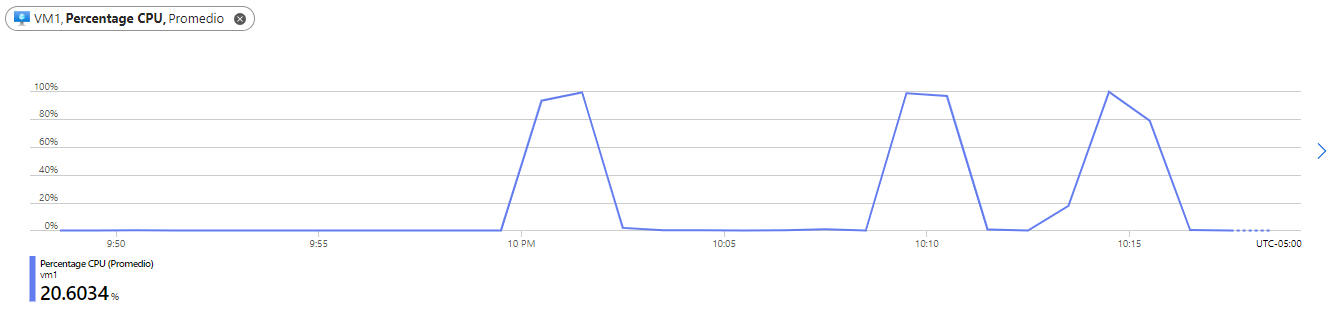 VM1, Percentage CPU, Promedio
100%
80%
60%
40%
20%
0%
9:50 9:55 10 PM 10:05 10:10 10:15 UTC-05:00
Percentage CPU (Promedio)
vm1
20.6034 %